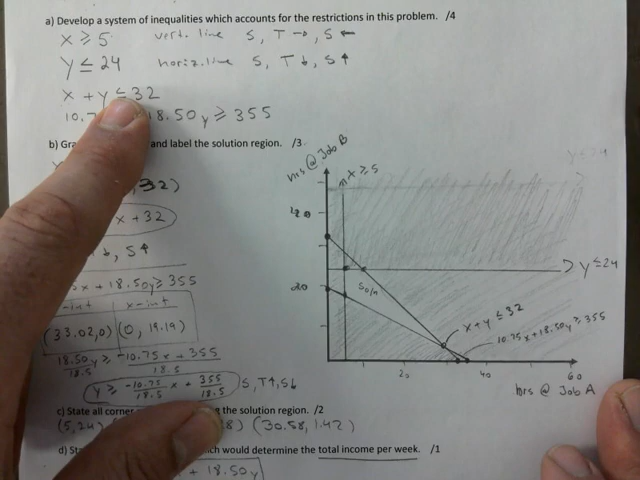 a) Develop a system of inequalities which accounts for the restrictions in this problem. /4
x ≥ 5 vert. line S, T →, S ←
y ≤ 24 horiz. line S, T ↓, S ↑
x + y ≤ 32
10.7 18.50y ≥ 355
b) Gra and label the solution region. /3
,32)
x + 32
↓, S↑
x + 18.50y ≥ 355
-int x-int
(33.02,0) (0, 19.19)
18.50y ≥ -10.75x + 355
18.5 18.5
y ≥ -10.75/18.5 x + 355/18.5 S, T↑, S↓
hrs @ Job B
x ≥ 5
y ≤ 24
y ≤ 24
20
Soln
x + y ≤ 32
10.75x + 18.50y ≥ 355
20 40 60
hrs @ Job A
c) State all corner the solution region. /2
(5,24) 8) (30.58, 1.42)
d) St ch would determine the total income per week. /1
+ 18.50y